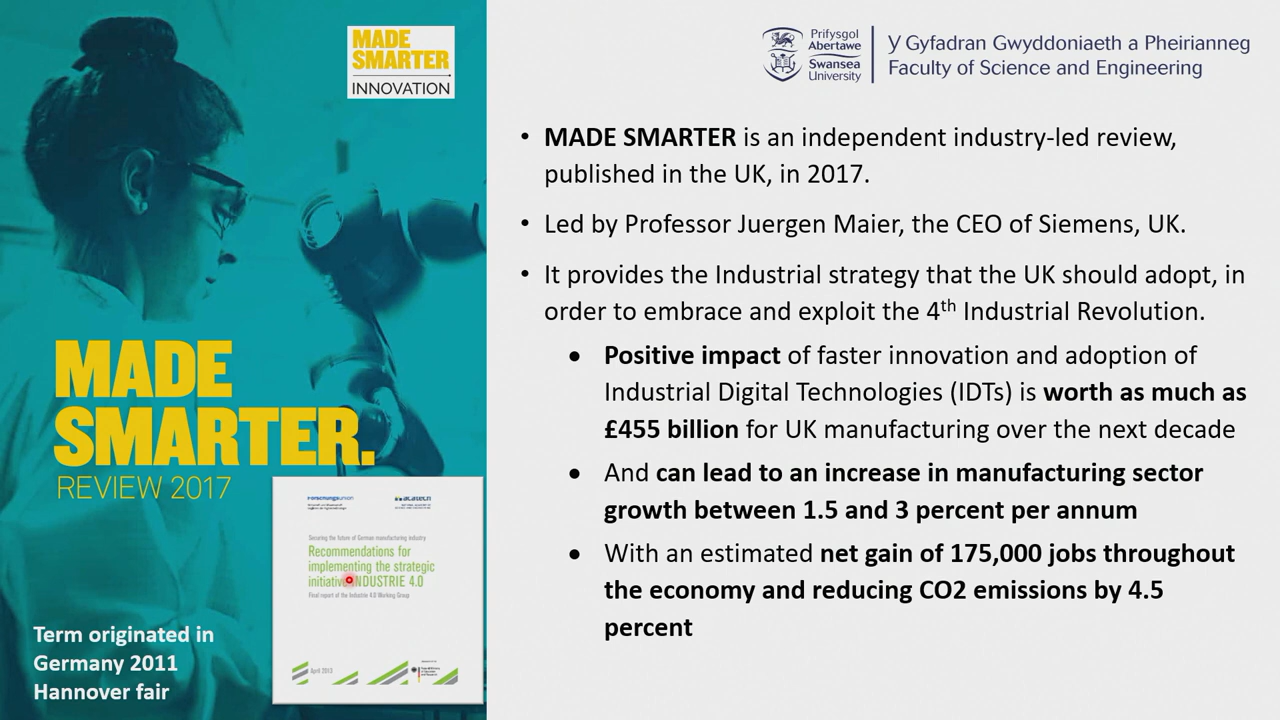 MADE
SMARTER
INNOVATION
MADE
SMARTER.
REVIEW 2017
Securing the future of German manufacturing industry
Recommendations for
implementing the strategic
initiative INDUSTRIE 4.0
Final report of the Industrie 4.0 Working Group
April 2013
Term originated in
Germany 2011
Hannover fair
Prifysgol
Abertawe
Swansea
University
Y Gyfadran Gwyddoniaeth a Pheirianneg
Faculty of Science and Engineering
• MADE SMARTER is an independent industry-led review,
published in the UK, in 2017.
• Led by Professor Juergen Maier, the CEO of Siemens, UK.
• It provides the Industrial strategy that the UK should adopt, in
order to embrace and exploit the 4th Industrial Revolution.
• Positive impact of faster innovation and adoption of
Industrial Digital Technologies (IDTs) is worth as much as
£455 billion for UK manufacturing over the next decade
• And can lead to an increase in manufacturing sector
growth between 1.5 and 3 percent per annum
• With an estimated net gain of 175,000 jobs throughout
the economy and reducing CO2 emissions by 4.5
percent